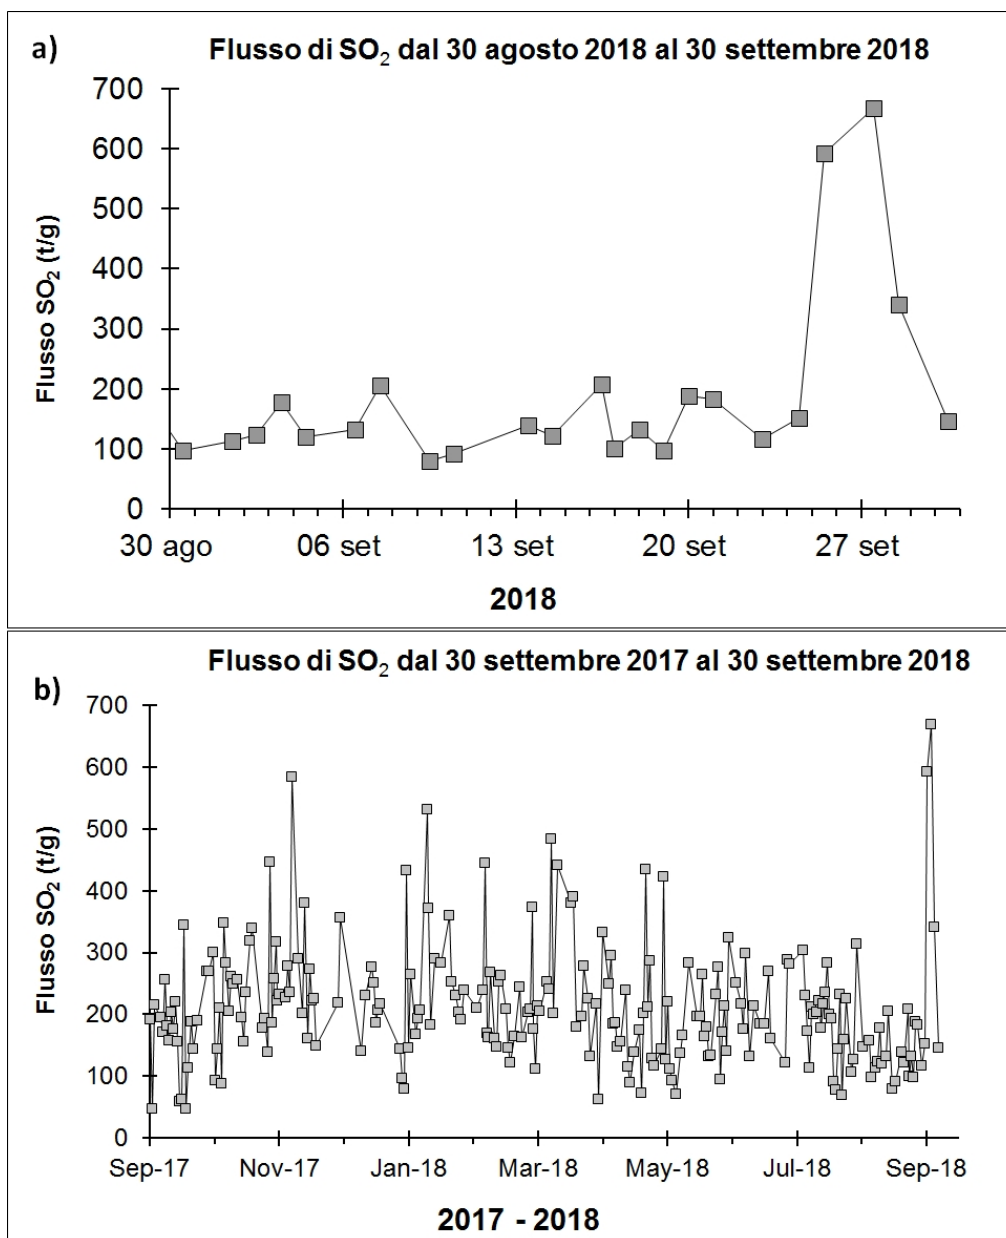 a)
Flusso di SO₂ dal 30 agosto 2018 al 30 settembre 2018
Flusso SO₂ (t/g)
700
600
500
400
300
200
100
0
30 ago 06 set 13 set 20 set 27 set
2018
b)
Flusso di SO₂ dal 30 settembre 2017 al 30 settembre 2018
Flusso SO₂ (t/g)
700
600
500
400
300
200
100
0
Sep-17 Nov-17 Jan-18 Mar-18 May-18 Jul-18 Sep-18
2017 - 2018